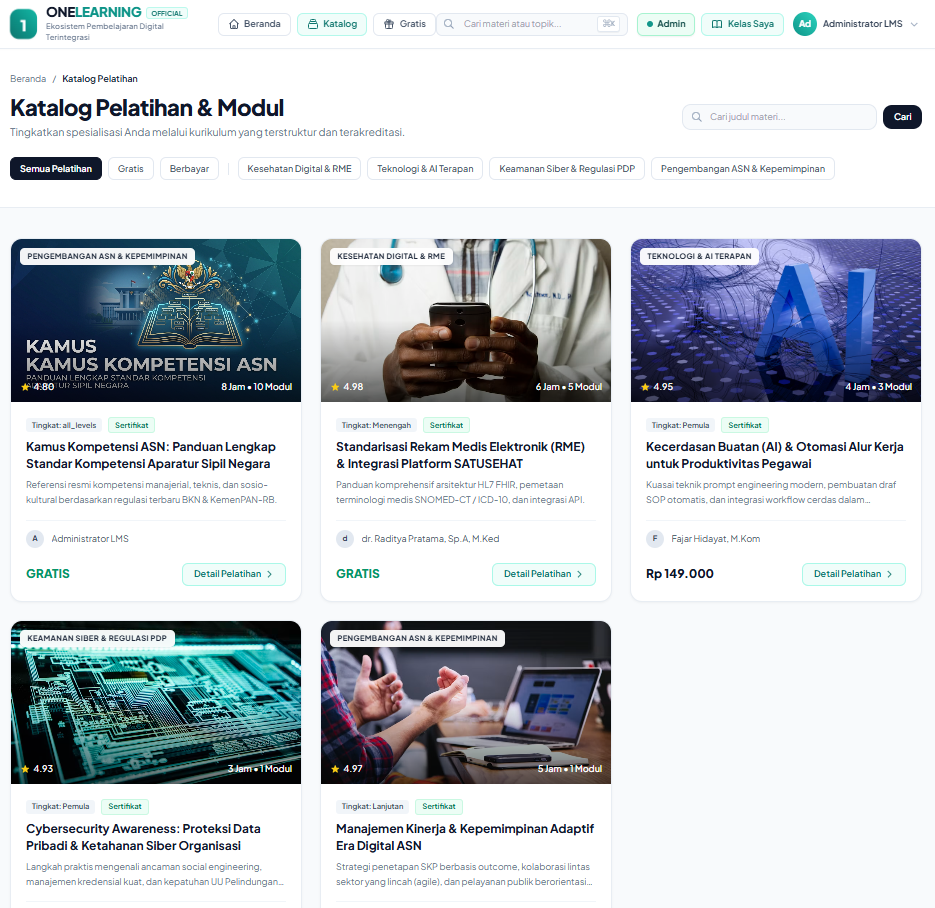 1
ONELEARNING OFFICIAL
Ekosistem Pembelajaran Digital
Terintegrasi
Beranda
Katalog
Gratis
Cari materi atau topik...
⌘K
Admin
Kelas Saya
Ad
Administrator LMS
Beranda / Katalog Pelatihan
Katalog Pelatihan & Modul
Tingkatkan spesialisasi Anda melalui kurikulum yang terstruktur dan terakreditasi.
Cari judul materi...
Cari
Semua Pelatihan
Gratis
Berbayar
Kesehatan Digital & RME
Teknologi & AI Terapan
Keamanan Siber & Regulasi PDP
Pengembangan ASN & Kepemimpinan
PENGEMBANGAN ASN & KEPEMIMPINAN
KAMUS
KAMUS KOMPETENSI ASN
PANDUAN LENGKAP STANDAR KOMPETENSI
SIPIL NEGARA
4.80
8 Jam • 10 Modul
Tingkat: all_levels
Sertifikat
Kamus Kompetensi ASN: Panduan Lengkap
Standar Kompetensi Aparatur Sipil Negara
Referensi resmi kompetensi manajerial, teknis, dan sosio-
kultural berdasarkan regulasi terbaru BKN & KemenPAN-RB.
A
Administrator LMS
GRATIS
Detail Pelatihan
KESEHATAN DIGITAL & RME
4.98
6 Jam • 5 Modul
Tingkat: Menengah
Sertifikat
Standarisasi Rekam Medis Elektronik (RME)
& Integrasi Platform SATUSEHAT
Panduan komprehensif arsitektur HL7 FHIR, pemetaan
terminologi medis SNOMED-CT / ICD-10, dan integrasi API.
d
dr. Raditya Pratama, Sp.A, M.Ked
GRATIS
Detail Pelatihan
TEKNOLOGI & AI TERAPAN
AI
4.95
4 Jam • 3 Modul
Tingkat: Pemula
Sertifikat
Kecerdasan Buatan (AI) & Otomasi Alur Kerja
untuk Produktivitas Pegawai
Kuasai teknik prompt engineering modern, pembuatan draf
SOP otomatis, dan integrasi workflow cerdas dalam...
F
Fajar Hidayat, M.Kom
Rp 149.000
Detail Pelatihan
KEAMANAN SIBER & REGULASI PDP
4.93
3 Jam • 1 Modul
Tingkat: Pemula
Sertifikat
Cybersecurity Awareness: Proteksi Data
Pribadi & Ketahanan Siber Organisasi
Langkah praktis mengenali ancaman social engineering,
manajemen kredensial kuat, dan kepatuhan UU Pelindungan...
PENGEMBANGAN ASN & KEPEMIMPINAN
4.97
5 Jam • 1 Modul
Tingkat: Lanjutan
Sertifikat
Manajemen Kinerja & Kepemimpinan Adaptif
Era Digital ASN
Strategi penetapan SKP berbasis outcome, kolaborasi lintas
sektor yang lincah (agile), dan pelayanan publik berorientasi...